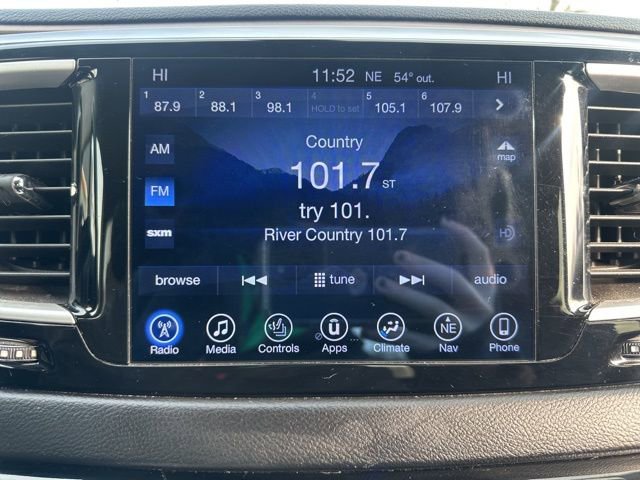 HI 11:52 NE 54° out. HI
1 87.9 2 88.1 3 98.1 4 HOLD to set 5 105.1 6 107.9
AM Country map
FM 101.7 ST
try 101.
sxm River Country 101.7 HD
browse tune audio
Radio Media Controls Apps Climate NE Nav Phone